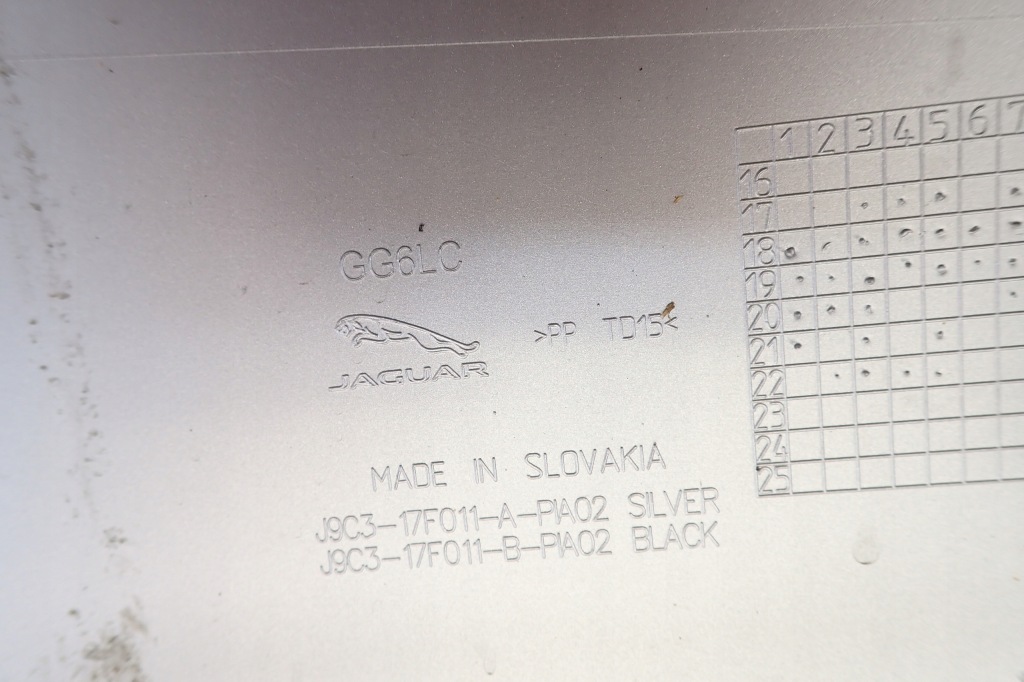 GG6LC
JAGUAR
>PP TD15<
MADE IN SLOVAKIA
J9C3-17F011-A-PIA02 SILVER
J9C3-17F011-B-PIA02 BLACK
1 2 3 4 5 6 7
16
17
18
19
20
21
22
23
24
25